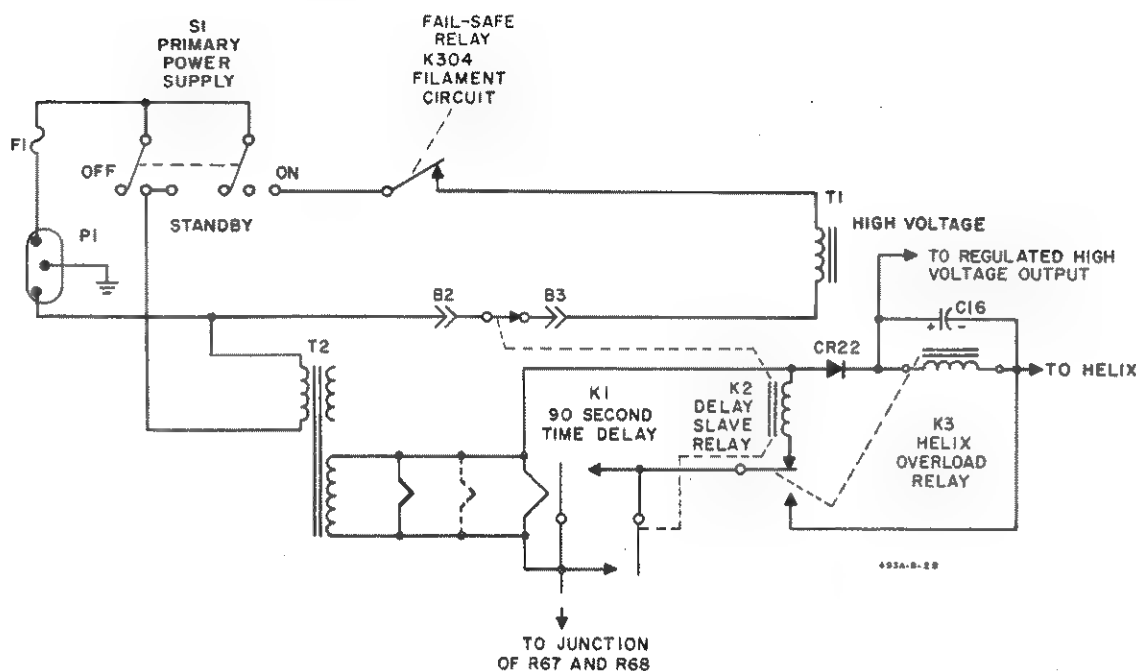 S1
PRIMARY
POWER
SUPPLY
FAIL-SAFE
RELAY
K304
FILAMENT
CIRCUIT
F1
OFF
ON
STANDBY
P1
T1
HIGH VOLTAGE
TO REGULATED HIGH
VOLTAGE OUTPUT
B2
B3
C16
+ -
T2
CR22
TO HELIX
K1
90 SECOND
TIME DELAY
K2
DELAY
SLAVE
RELAY
K3
HELIX
OVERLOAD
RELAY
493A-B-28
TO JUNCTION
OF R67 AND R68